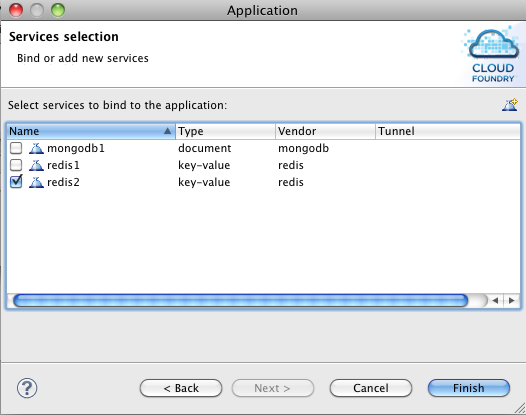 Application
Services selection
Bind or add new services
CLOUD
FOUNDRY
Select services to bind to the application:
Name Type Vendor Tunnel
mongodb1 document mongodb
redis1 key-value redis
redis2 key-value redis
? < Back Next > Cancel Finish